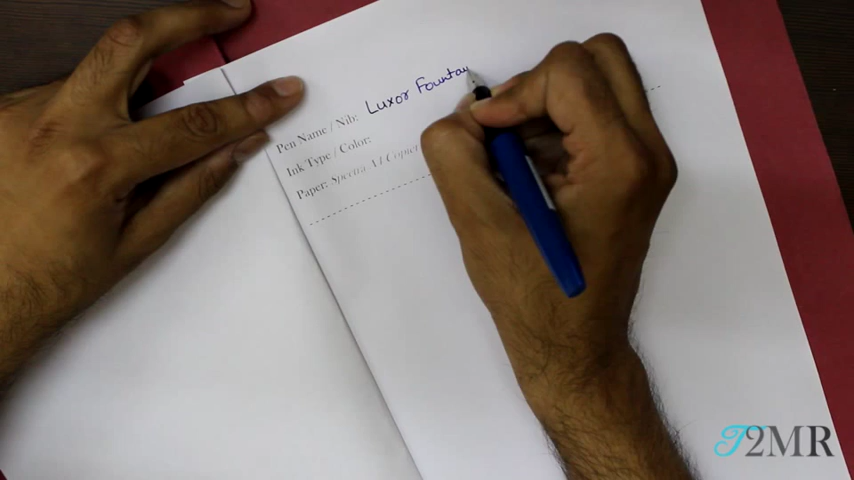 Pen Name / Nib: Luxor Fountai
Ink Type / Color:
Paper: Spectra A4 Copier
T2MR